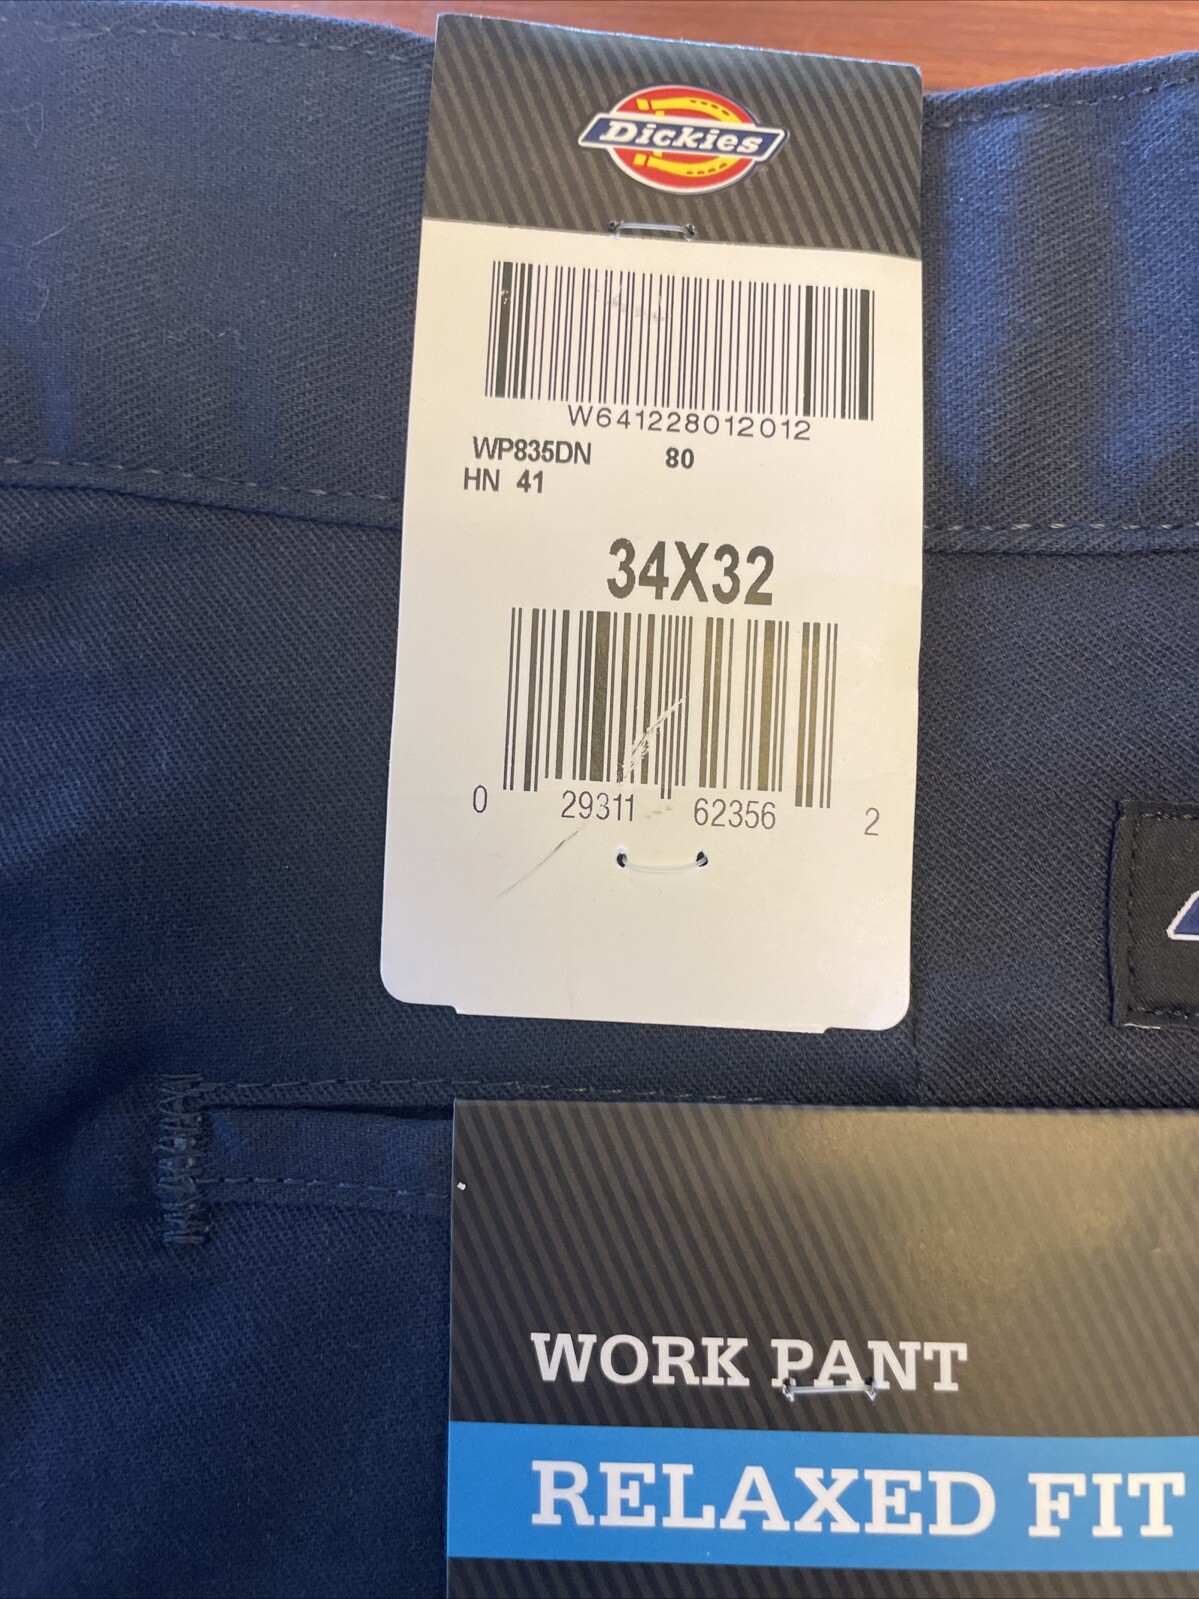 Dickies
W641228012012
WP835DN 80
HN 41
34X32
0 29311 62356 2
WORK PANT
RELAXED FIT